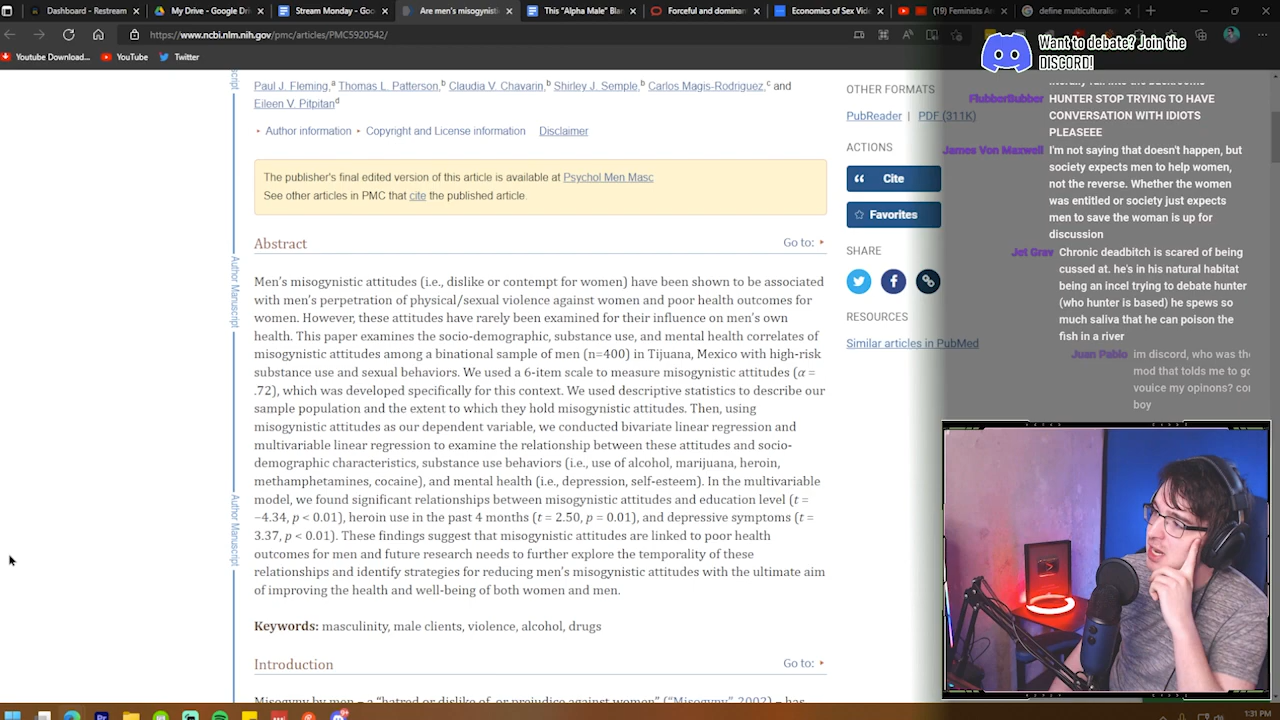 Dashboard - Restream
My Drive - Google Dri
Stream Monday - Goo
Are men's misogynisti
This "Alpha Male" Bla
Forceful and dominan
Economics of Sex Vid
(19) Feminists A
define multiculturalis
https://www.ncbi.nlm.nih.gov/pmc/articles/PMC5920542/
Youtube Download...
YouTube
Twitter
Want to debate? Join the
DISCORD!
Paul J. Fleming,a Thomas L. Patterson,b Claudia V. Chavarin,b Shirley J. Semple,b Carlos Magis-Rodriguez,c and
Eileen V. Pitpitand
Author information Copyright and License information Disclaimer
The publisher's final edited version of this article is available at Psychol Men Masc
See other articles in PMC that cite the published article.
Abstract
Go to:
Men's misogynistic attitudes (i.e., dislike or contempt for women) have been shown to be associated
with men's perpetration of physical/sexual violence against women and poor health outcomes for
women. However, these attitudes have rarely been examined for their influence on men's own
health. This paper examines the socio-demographic, substance use, and mental health correlates of
misogynistic attitudes among a binational sample of men (n=400) in Tijuana, Mexico with high-risk
substance use and sexual behaviors. We used a 6-item scale to measure misogynistic attitudes (α =
.72), which was developed specifically for this context. We used descriptive statistics to describe our
sample population and the extent to which they hold misogynistic attitudes. Then, using
misogynistic attitudes as our dependent variable, we conducted bivariate linear regression and
multivariable linear regression to examine the relationship between these attitudes and socio-
demographic characteristics, substance use behaviors (i.e., use of alcohol, marijuana, heroin,
methamphetamines, cocaine), and mental health (i.e., depression, self-esteem). In the multivariable
model, we found significant relationships between misogynistic attitudes and education level (t =
−4.34, p < 0.01), heroin use in the past 4 months (t = 2.50, p = 0.01), and depressive symptoms (t =
3.37, p < 0.01). These findings suggest that misogynistic attitudes are linked to poor health
outcomes for men and future research needs to further explore the temporality of these
relationships and identify strategies for reducing men's misogynistic attitudes with the ultimate aim
of improving the health and well-being of both women and men.
Keywords: masculinity, male clients, violence, alcohol, drugs
Introduction
Go to:
Author Manuscript
Author Manuscript
OTHER FORMATS
PubReader | PDF (311K)
ACTIONS
Cite
Favorites
SHARE
RESOURCES
Similar articles in PubMed
FlubberBubber
HUNTER STOP TRYING TO HAVE
CONVERSATION WITH IDIOTS
PLEASEEE
James Von Maxwell
I'm not saying that doesn't happen, but
society expects men to help women,
not the reverse. Whether the women
was entitled or society just expects
men to save the woman is up for
discussion
Jet Grav
Chronic deadbitch is scared of being
cussed at. he's in his natural habitat
being an incel trying to debate hunter
(who hunter is based) he spews so
much saliva that he can poison the
fish in a river
Juan Pablo
im discord, who was the
mod that tolds me to go
vouice my opinons? co
boy
1:31 PM